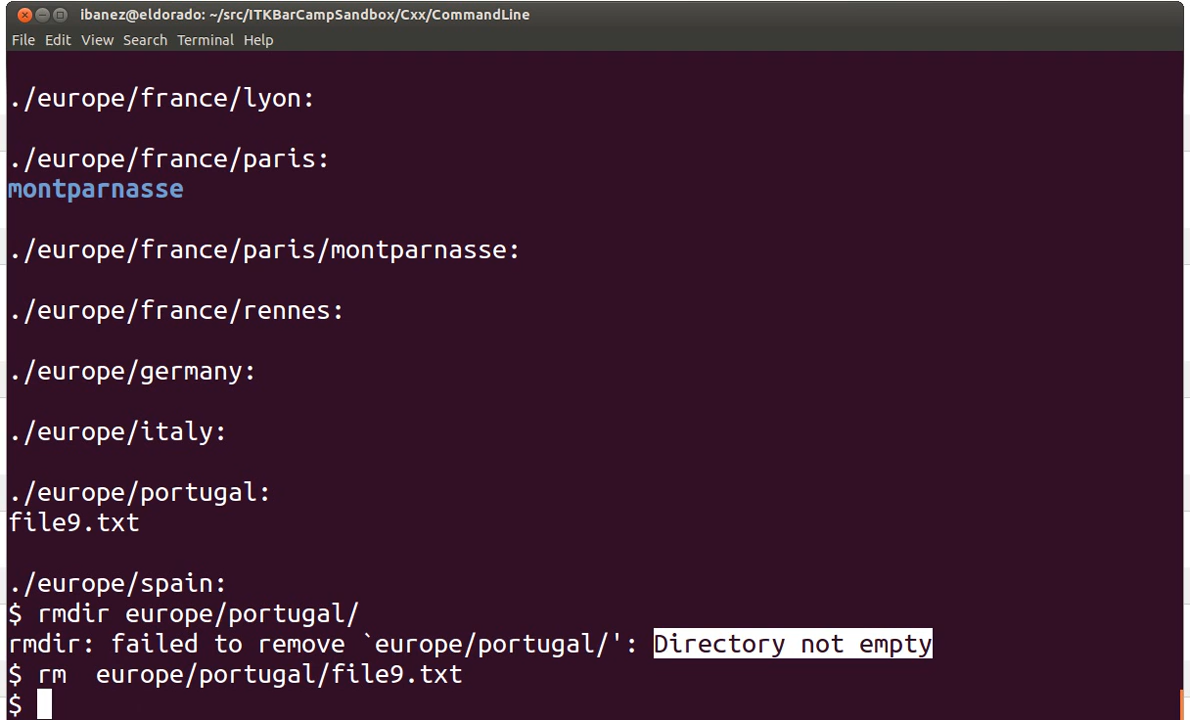 ibanez@eldorado: ~/src/ITKBarCampSandbox/Cxx/CommandLine
File Edit View Search Terminal Help
./europe/france/lyon:
./europe/france/paris:
montparnasse
./europe/france/paris/montparnasse:
./europe/france/rennes:
./europe/germany:
./europe/italy:
./europe/portugal:
file9.txt
./europe/spain:
$ rmdir europe/portugal/
rmdir: failed to remove `europe/portugal/': Directory not empty
$ rm  europe/portugal/file9.txt
$